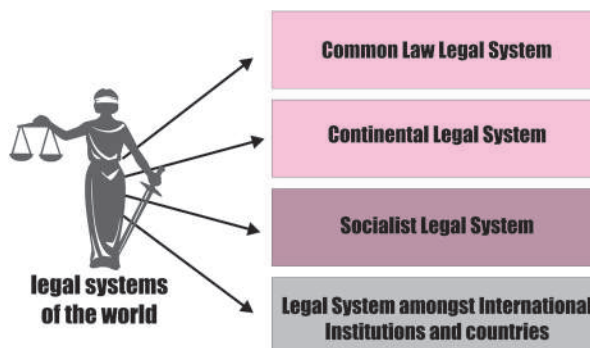 Common Law Legal System
Continental Legal System
Socialist Legal System
legal systems
of the world
Legal System amongst International
Institutions and countries